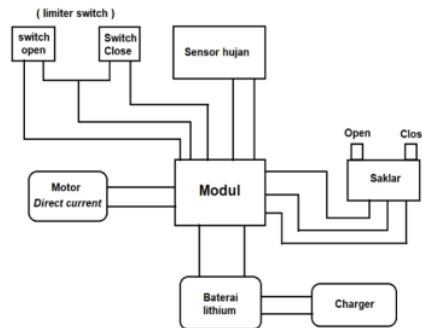 ( limiter switch )
switch
open
Switch
Close
Sensor hujan
Open
Clos
Saklar
Motor
Direct current
Modul
Baterai
lithium
Charger